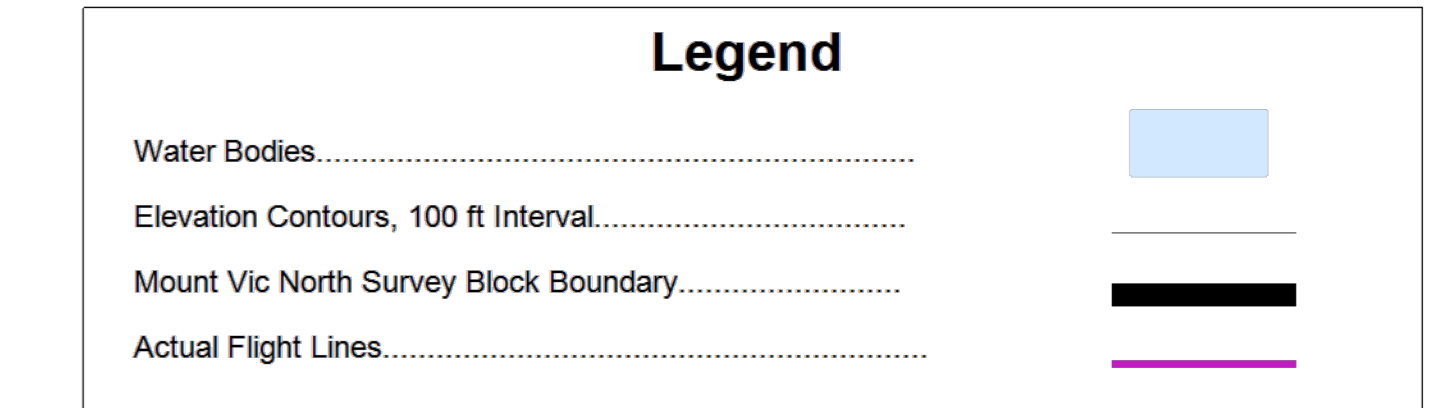 Legend
Water Bodies...................................................................
Elevation Contours, 100 ft Interval...................................
Mount Vic North Survey Block Boundary.........................
Actual Flight Lines.............................................................